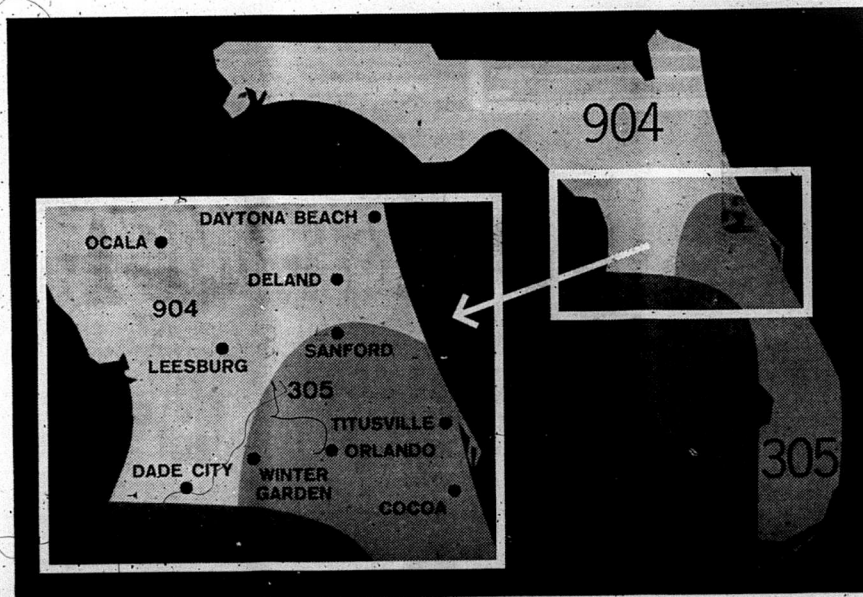 904
DAYTONA BEACH
OCALA
DELAND
904
SANFORD
LEESBURG
305
TITUSVILLE
ORLANDO
305
DADE CITY
WINTER
GARDEN
COCOA